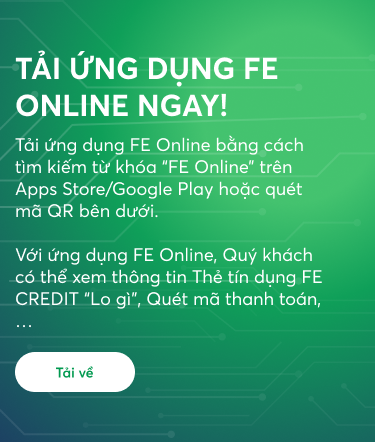 TẢI ỨNG DỤNG FE
ONLINE NGAY!
Tải ứng dụng FE Online bằng cách
tìm kiếm từ khóa “FE Online” trên
Apps Store/Google Play hoặc quét
mã QR bên dưới.
Với ứng dụng FE Online, Quý khách
có thể xem thông tin Thẻ tín dụng FE
CREDIT “Lo gì”, Quét mã thanh toán,
…
Tải về